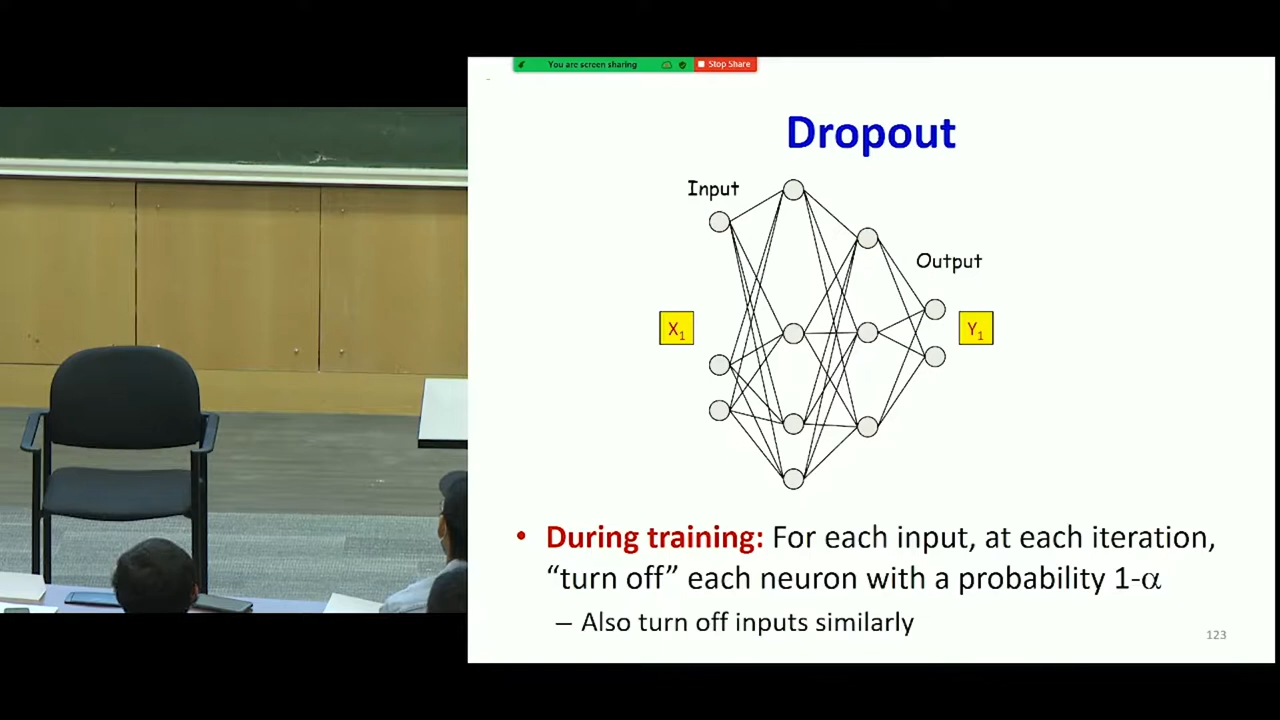 You are screen sharing
Stop Share
Dropout
Input
Output
X₁
Y₁
• During training: For each input, at each iteration,
“turn off” each neuron with a probability 1-α
– Also turn off inputs similarly
123